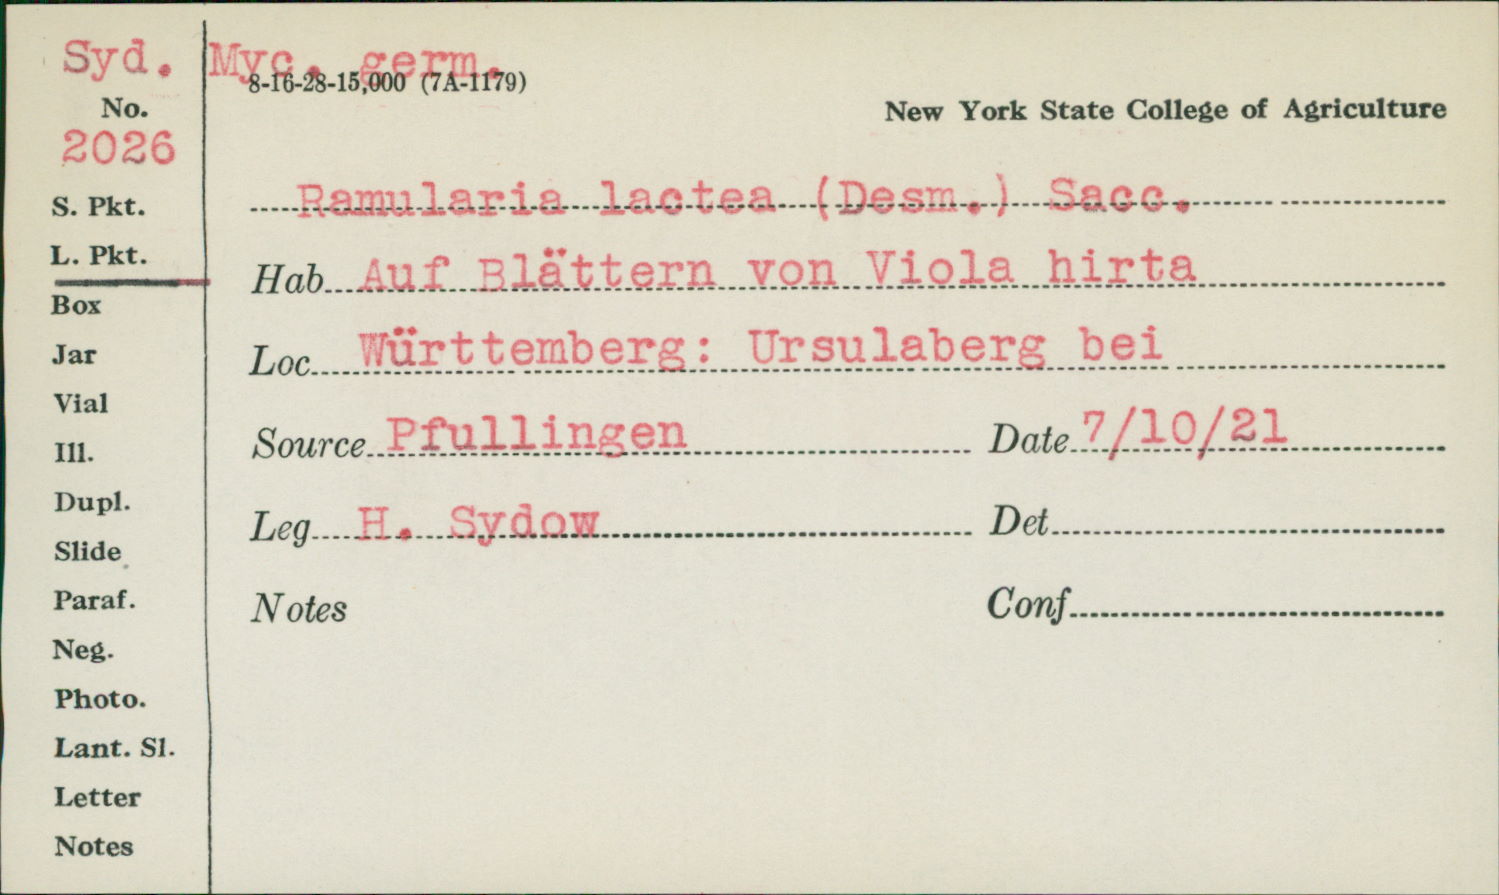 Syd. Myc. germ.
8-16-28-15,000 (7A-1179)
No.
2026
New York State College of Agriculture
S. Pkt.
L. Pkt.
Box
Jar
Vial
Ill.
Dupl.
Slide
Paraf.
Neg.
Photo.
Lant. Sl.
Letter
Notes
Ramularia lactea (Desm.) Sacc.
Hab Auf Blättern von Viola hirta
Loc Württemberg: Ursulaberg bei
Source Pfullingen Date 7/10/21
Leg H. Sydow Det
Notes Conf